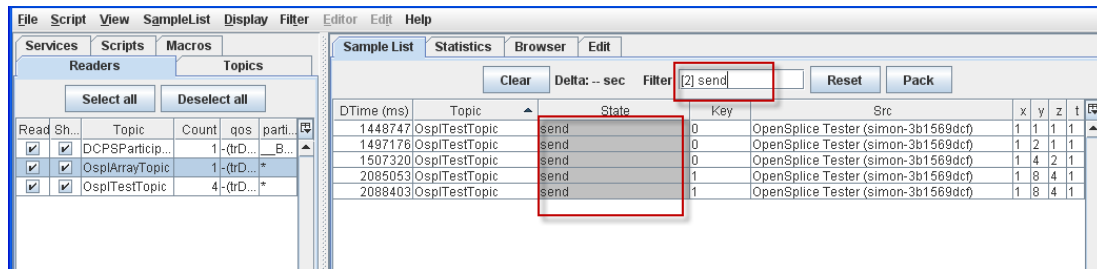 File Script View SampleList Display Filter Editor Edit Help
Services Scripts Macros
Readers Topics
Select all Deselect all
Read Sh... Topic Count qos parti...
DCPSParticip... 1 -(trD... __B...
OsplArrayTopic 1 -(trD... *
OsplTestTopic 4 -(trD... *
Sample List Statistics Browser Edit
Clear Delta: -- sec Filter [2] send Reset Pack
DTime (ms) Topic State Key Src x y z t
1448747 OsplTestTopic send 0 OpenSplice Tester (simon-3b1569dcf) 1 1 1 1
1497176 OsplTestTopic send 0 OpenSplice Tester (simon-3b1569dcf) 1 2 1 1
1507320 OsplTestTopic send 0 OpenSplice Tester (simon-3b1569dcf) 1 4 2 1
2085053 OsplTestTopic send 1 OpenSplice Tester (simon-3b1569dcf) 1 8 4 1
2088403 OsplTestTopic send 1 OpenSplice Tester (simon-3b1569dcf) 1 8 4 1